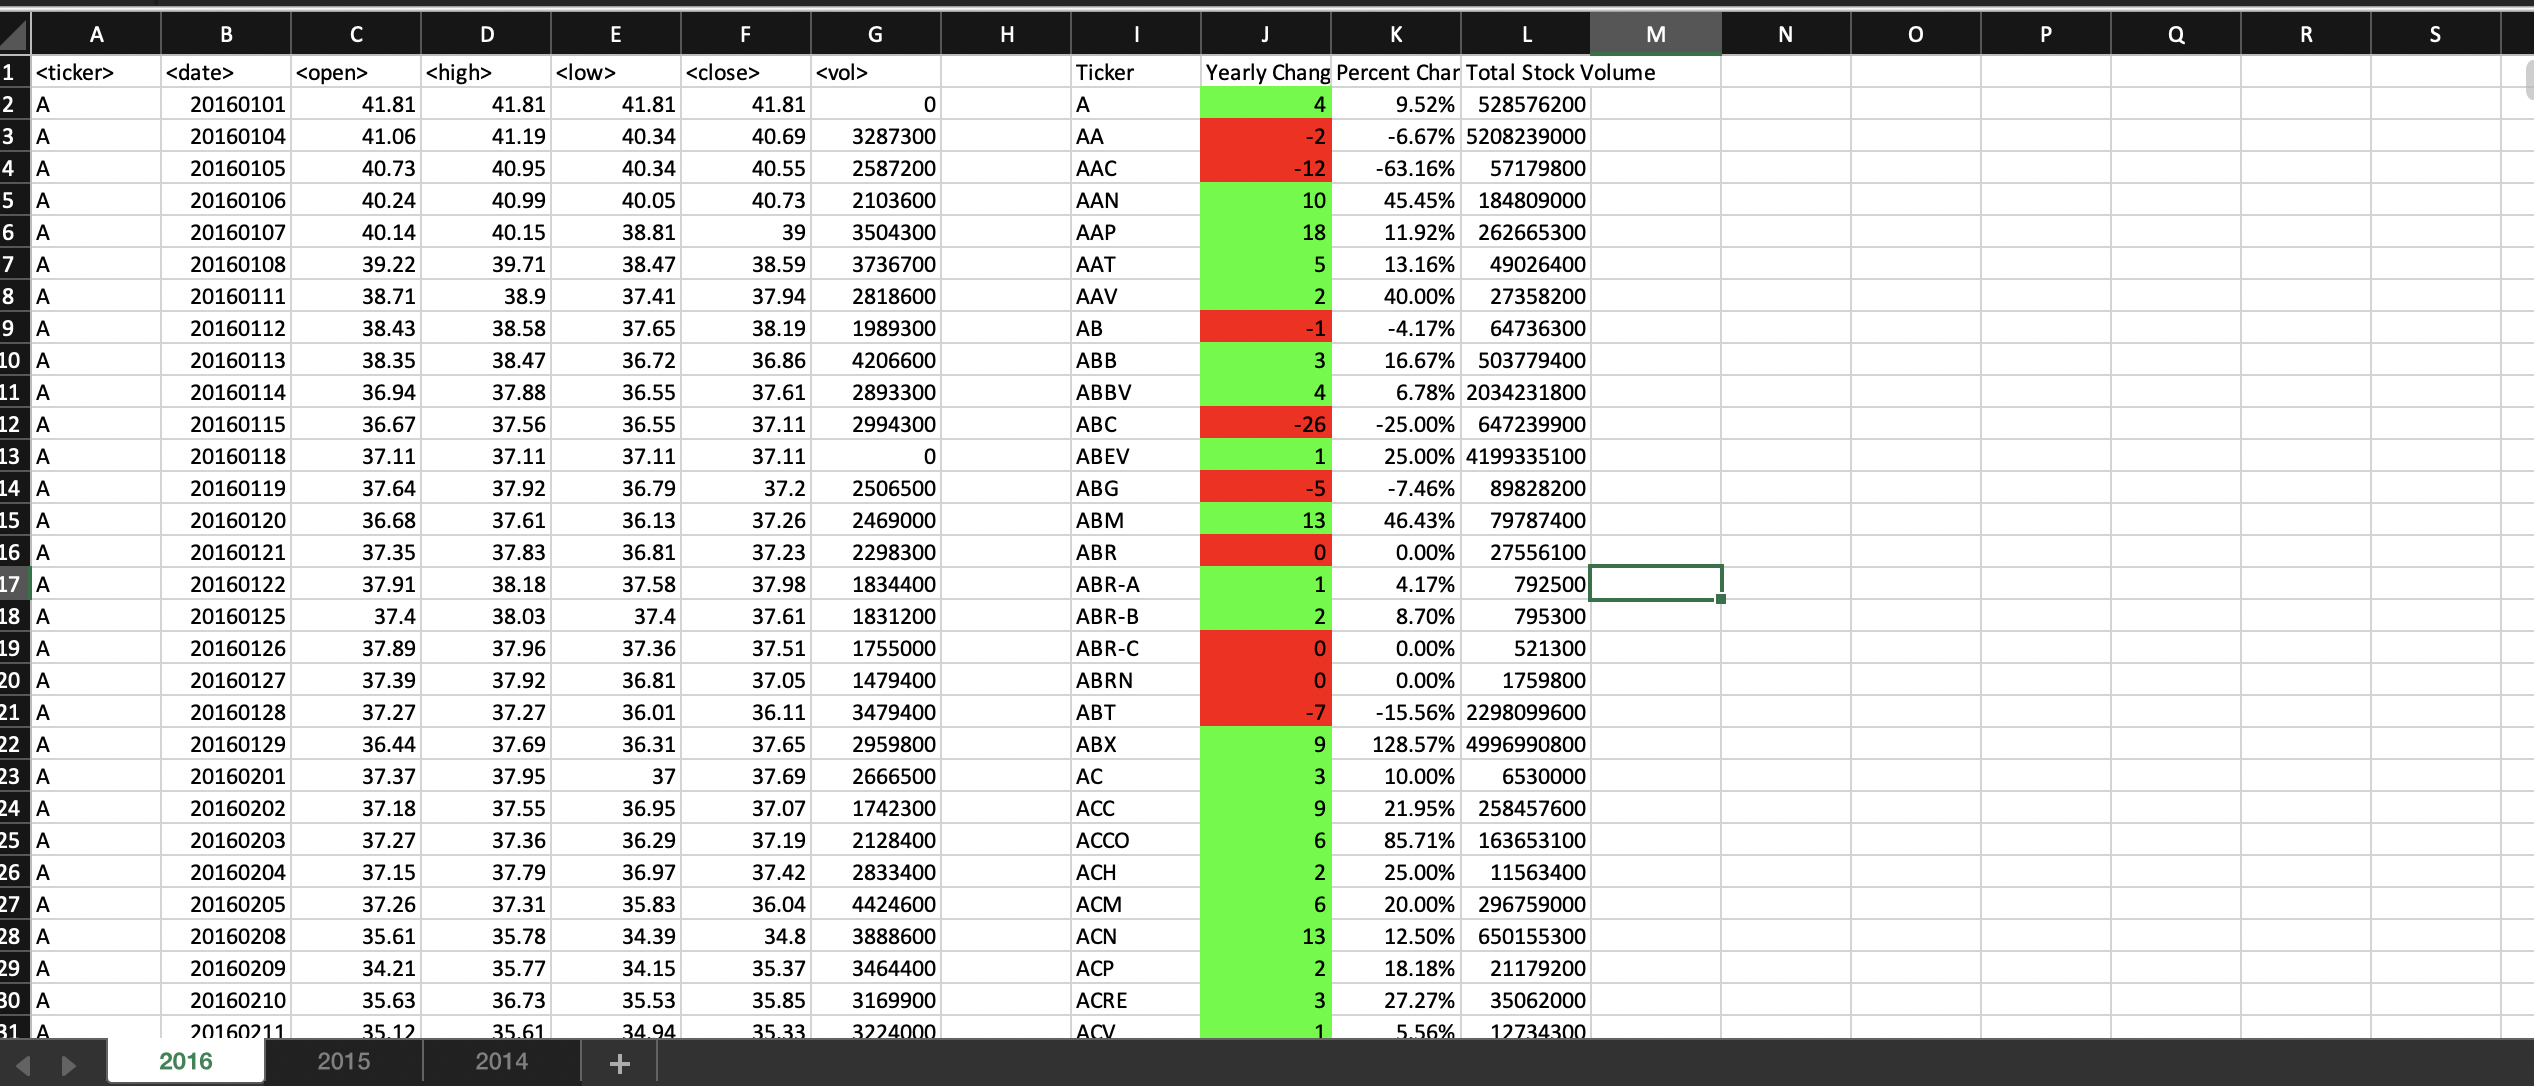 A B C D E F G H I J K L M N O P Q R S
1 <ticker> <date> <open> <high> <low> <close> <vol> Ticker Yearly Chang Percent Char Total Stock Volume
2 A 20160101 41.81 41.81 41.81 41.81 0 A 4 9.52% 528576200
3 A 20160104 41.06 41.19 40.34 40.69 3287300 AA -2 -6.67% 5208239000
4 A 20160105 40.73 40.95 40.34 40.55 2587200 AAC -12 -63.16% 57179800
5 A 20160106 40.24 40.99 40.05 40.73 2103600 AAN 10 45.45% 184809000
6 A 20160107 40.14 40.15 38.81 39 3504300 AAP 18 11.92% 262665300
7 A 20160108 39.22 39.71 38.47 38.59 3736700 AAT 5 13.16% 49026400
8 A 20160111 38.71 38.9 37.41 37.94 2818600 AAV 2 40.00% 27358200
9 A 20160112 38.43 38.58 37.65 38.19 1989300 AB -1 -4.17% 64736300
10 A 20160113 38.35 38.47 36.72 36.86 4206600 ABB 3 16.67% 503779400
11 A 20160114 36.94 37.88 36.55 37.61 2893300 ABBV 4 6.78% 2034231800
12 A 20160115 36.67 37.56 36.55 37.11 2994300 ABC -26 -25.00% 647239900
13 A 20160118 37.11 37.11 37.11 37.11 0 ABEV 1 25.00% 4199335100
14 A 20160119 37.64 37.92 36.79 37.2 2506500 ABG -5 -7.46% 89828200
15 A 20160120 36.68 37.61 36.13 37.26 2469000 ABM 13 46.43% 79787400
16 A 20160121 37.35 37.83 36.81 37.23 2298300 ABR 0 0.00% 27556100
17 A 20160122 37.91 38.18 37.58 37.98 1834400 ABR-A 1 4.17% 792500
18 A 20160125 37.4 38.03 37.4 37.61 1831200 ABR-B 2 8.70% 795300
19 A 20160126 37.89 37.96 37.36 37.51 1755000 ABR-C 0 0.00% 521300
20 A 20160127 37.39 37.92 36.81 37.05 1479400 ABRN 0 0.00% 1759800
21 A 20160128 37.27 37.27 36.01 36.11 3479400 ABT -7 -15.56% 2298099600
22 A 20160129 36.44 37.69 36.31 37.65 2959800 ABX 9 128.57% 4996990800
23 A 20160201 37.37 37.95 37 37.69 2666500 AC 3 10.00% 6530000
24 A 20160202 37.18 37.55 36.95 37.07 1742300 ACC 9 21.95% 258457600
25 A 20160203 37.27 37.36 36.29 37.19 2128400 ACCO 6 85.71% 163653100
26 A 20160204 37.15 37.79 36.97 37.42 2833400 ACH 2 25.00% 11563400
27 A 20160205 37.26 37.31 35.83 36.04 4424600 ACM 6 20.00% 296759000
28 A 20160208 35.61 35.78 34.39 34.8 3888600 ACN 13 12.50% 650155300
29 A 20160209 34.21 35.77 34.15 35.37 3464400 ACP 2 18.18% 21179200
30 A 20160210 35.63 36.73 35.53 35.85 3169900 ACRE 3 27.27% 35062000
31 A 20160211 35.12 35.61 34.94 35.33 3224000 ACV 1 5.56% 12734300
2016 2015 2014 +